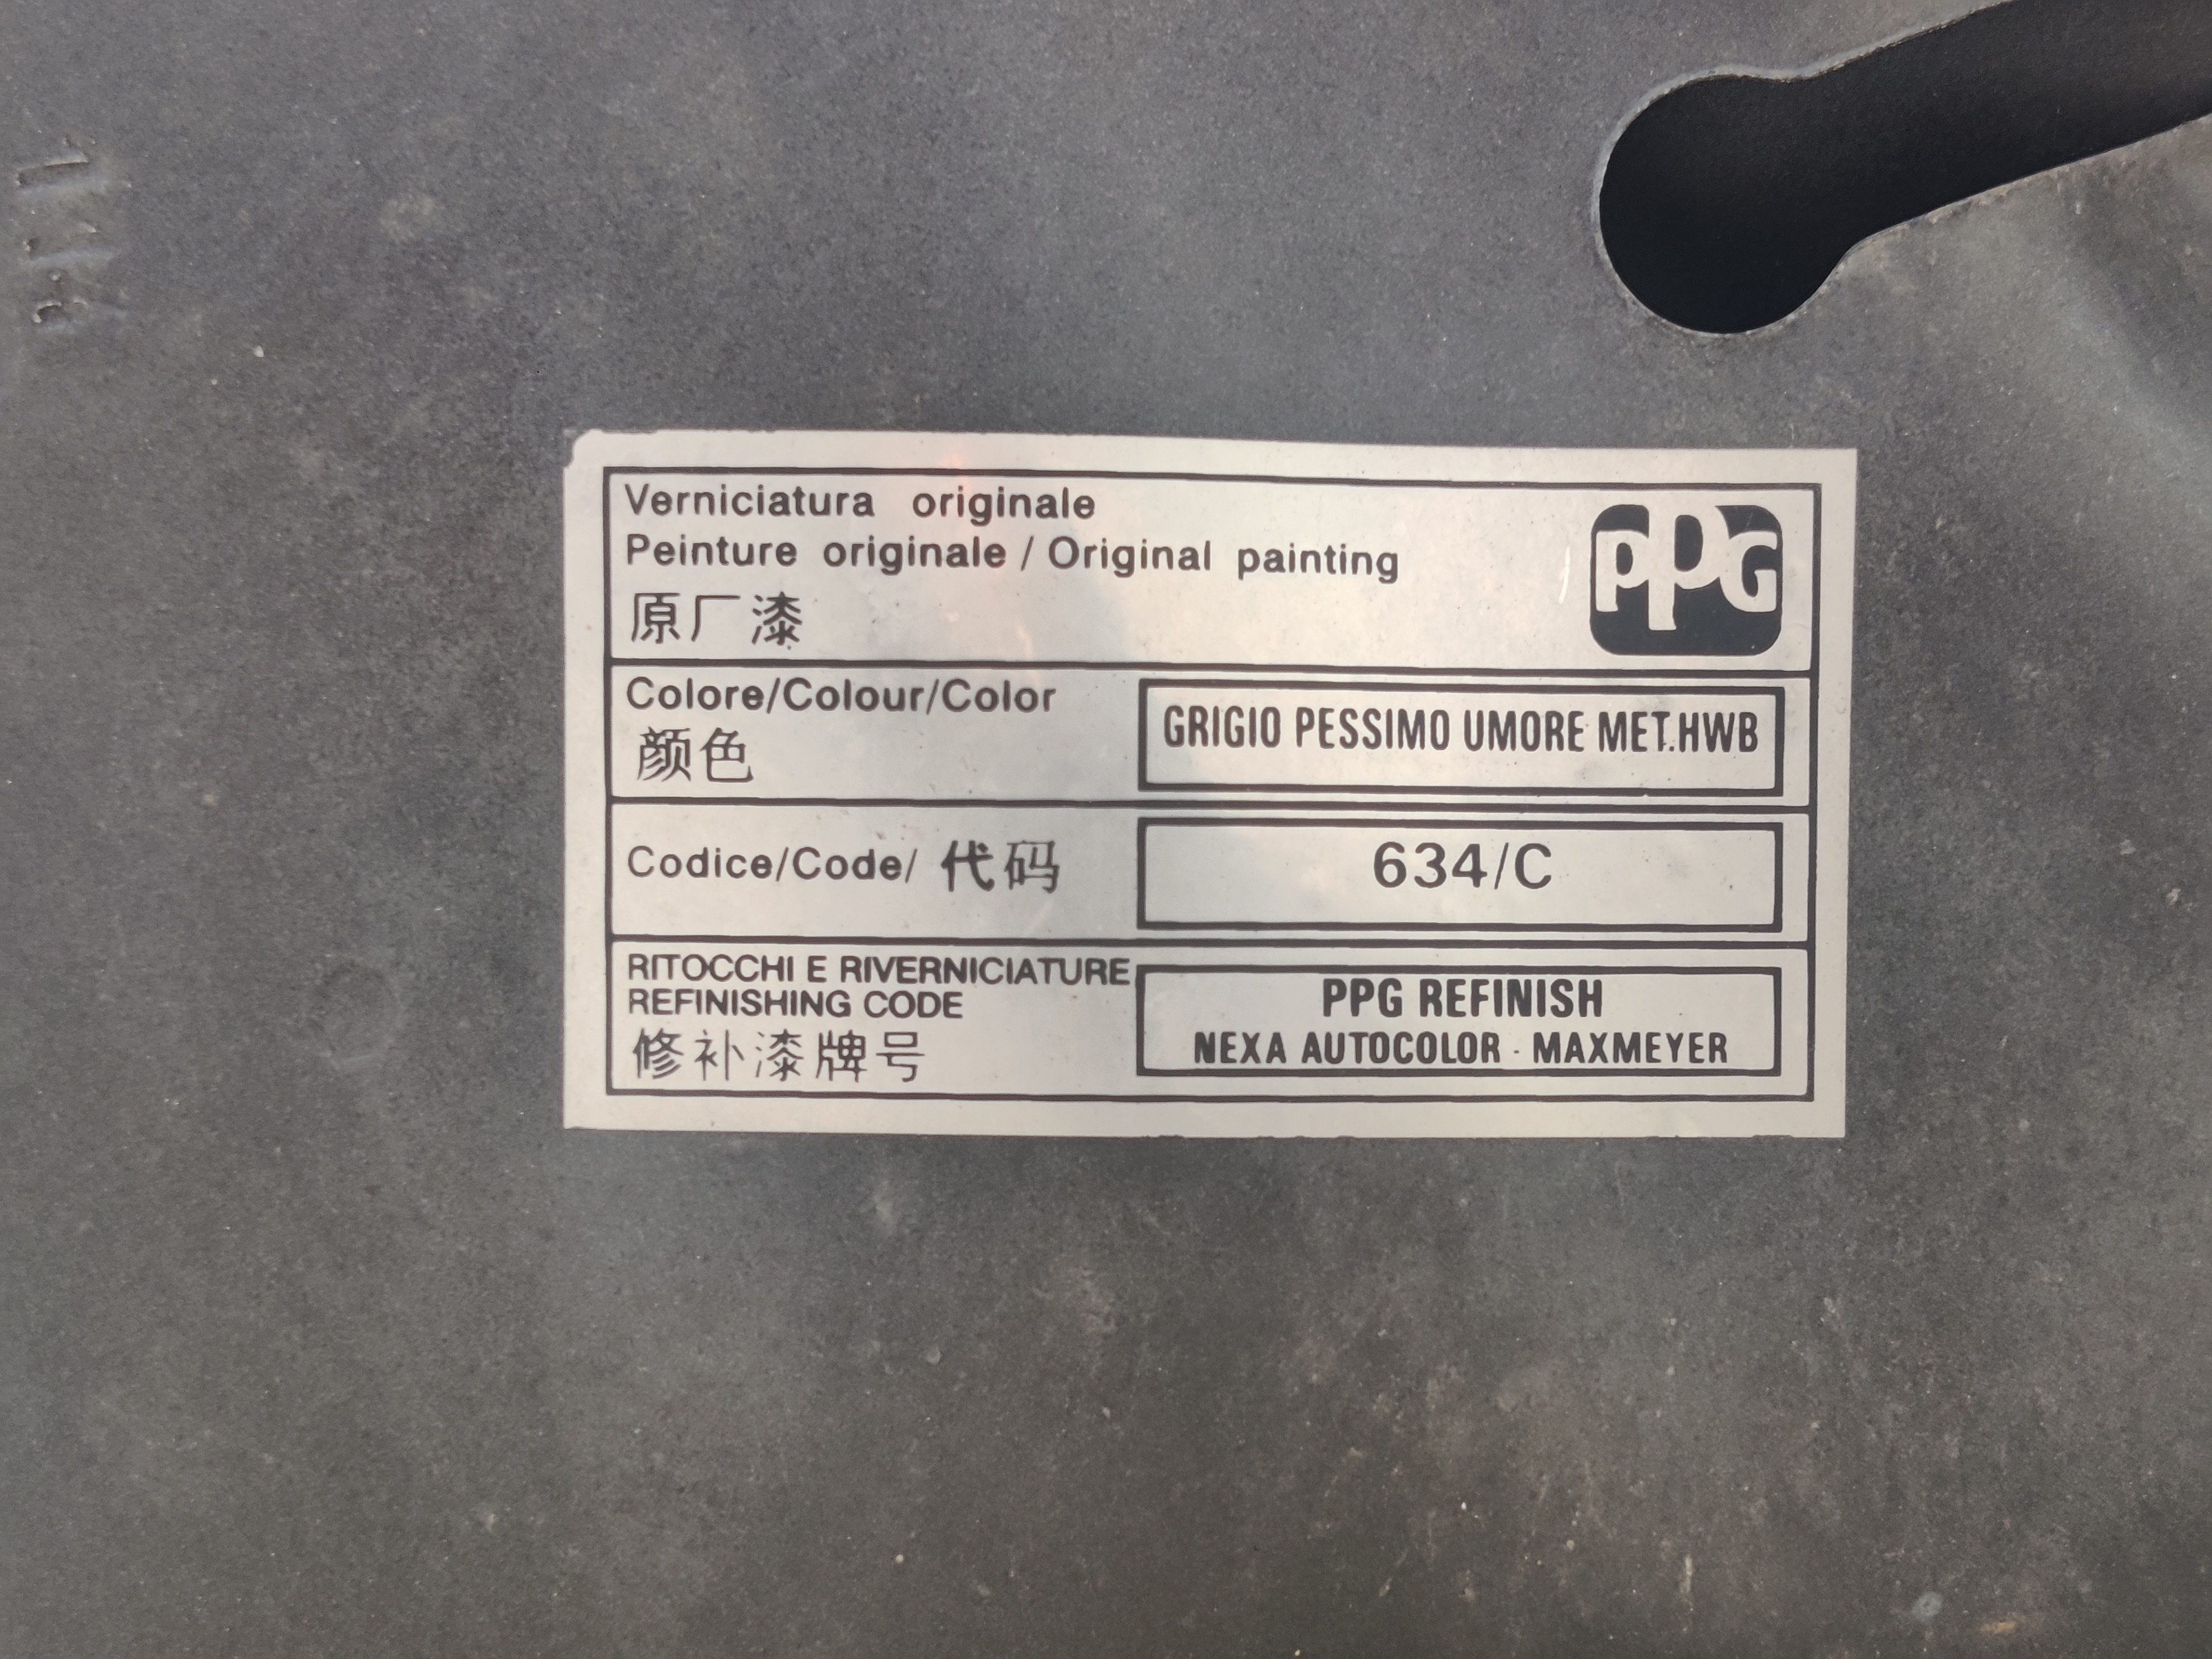 Verniciatura originale
Peinture originale / Original painting
原厂漆
PPG
Colore/Colour/Color
颜色
GRIGIO PESSIMO UMORE MET.HWB
Codice/Code/ 代码
634/C
RITOCCHI E RIVERNICIATURE
REFINISHING CODE
修补漆牌号
PPG REFINISH
NEXA AUTOCOLOR · MAXMEYER